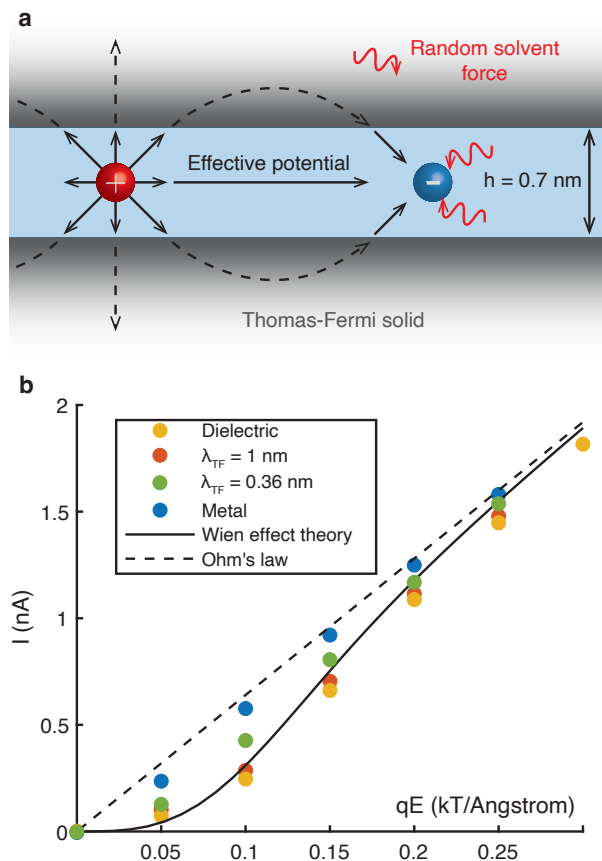 a
Random solvent
force
+
Effective potential
-
h = 0.7 nm
Thomas-Fermi solid
b
2
1.5
1
0.5
0
I (nA)
Dielectric
λTF = 1 nm
λTF = 0.36 nm
Metal
Wien effect theory
Ohm's law
qE (kT/Angstrom)
0.05
0.1
0.15
0.2
0.25